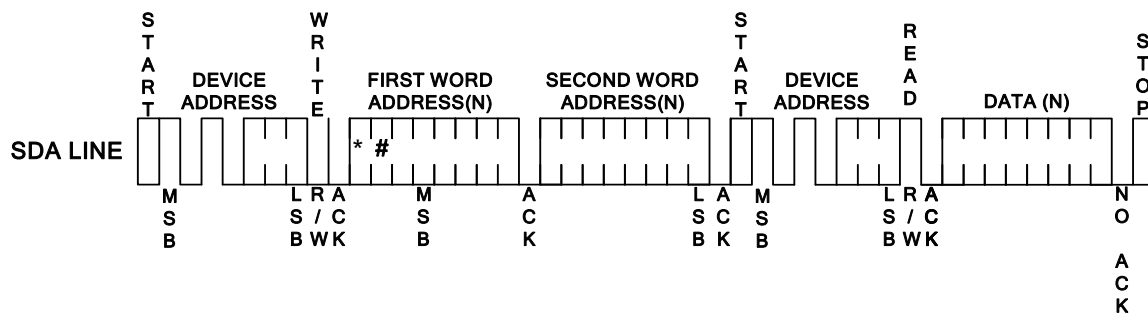 START
WRITE
START
READ
STOP
DEVICE
ADDRESS
FIRST WORD
ADDRESS(N)
SECOND WORD
ADDRESS(N)
DEVICE
ADDRESS
DATA (N)
SDA LINE
* #
MSB
LSB
R/W
ACK
MSB
ACK
LSB
ACK
MSB
LSB
R/W
ACK
NO ACK